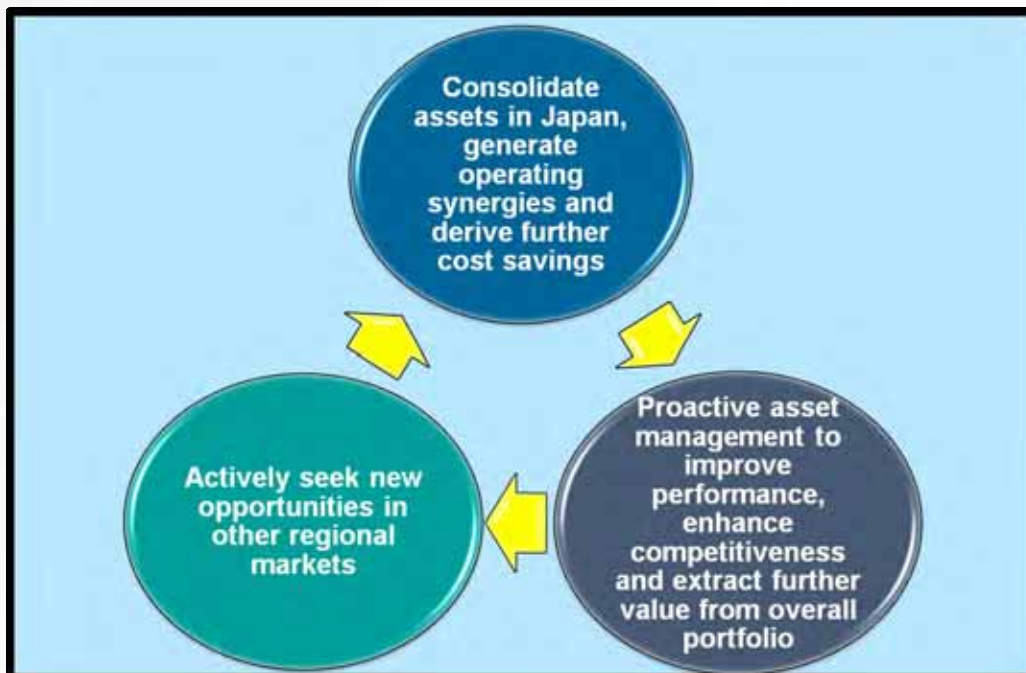 Consolidate
assets in Japan,
generate
operating
synergies and
derive further
cost savings
Proactive asset
management to
improve
performance,
enhance
competitiveness
and extract further
value from overall
portfolio
Actively seek new
opportunities in
other regional
markets